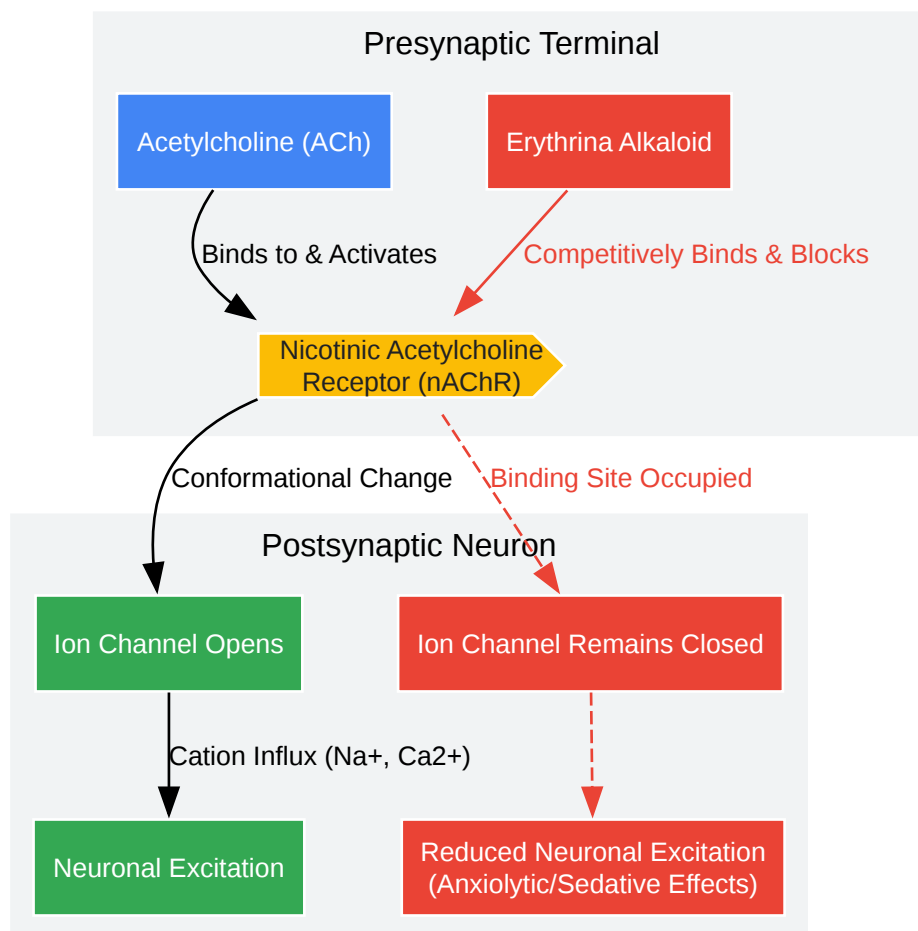 Presynaptic Terminal
Acetylcholine (ACh)
Erythrina Alkaloid
Binds to & Activates
Competitively Binds & Blocks
Nicotinic Acetylcholine
Receptor (nAChR)
Conformational Change
Binding Site Occupied
Postsynaptic Neuron
Ion Channel Opens
Ion Channel Remains Closed
Cation Influx (Na+, Ca2+)
Neuronal Excitation
Reduced Neuronal Excitation
(Anxiolytic/Sedative Effects)